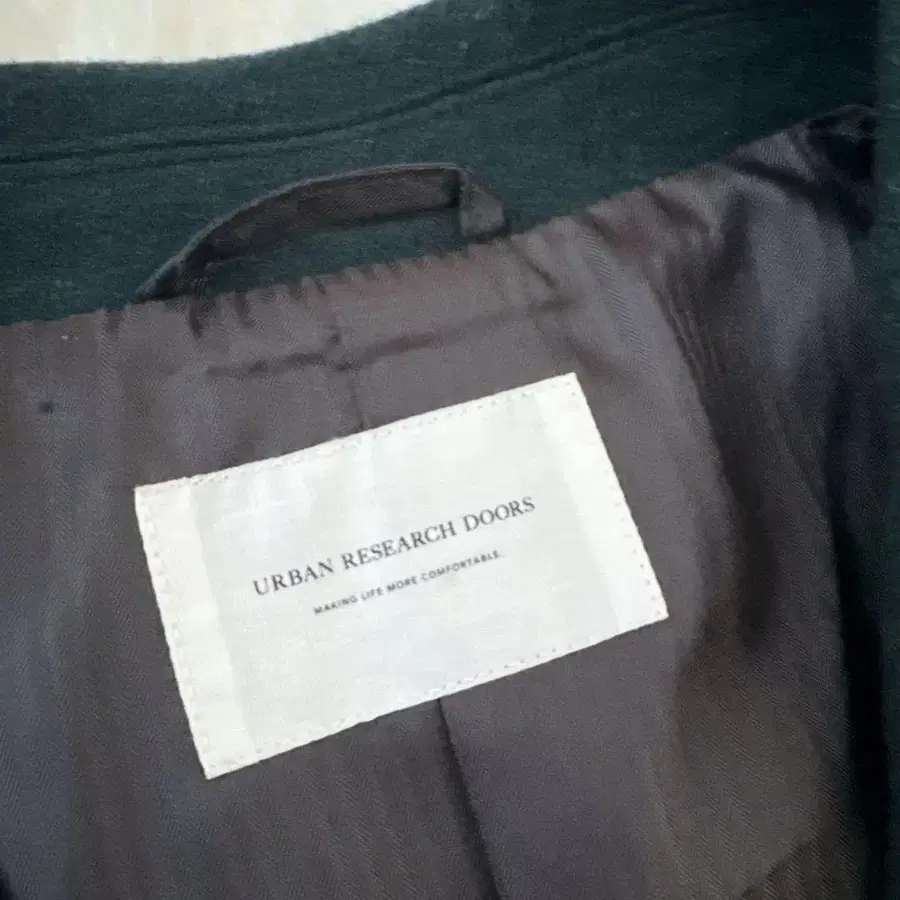 URBAN RESEARCH DOORS
MAKING LIFE MORE COMFORTABLE.